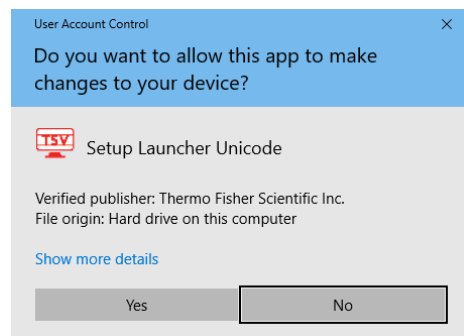 User Account Control
Do you want to allow this app to make
changes to your device?
TSV
Setup Launcher Unicode
Verified publisher: Thermo Fisher Scientific Inc.
File origin: Hard drive on this computer
Show more details
Yes
No